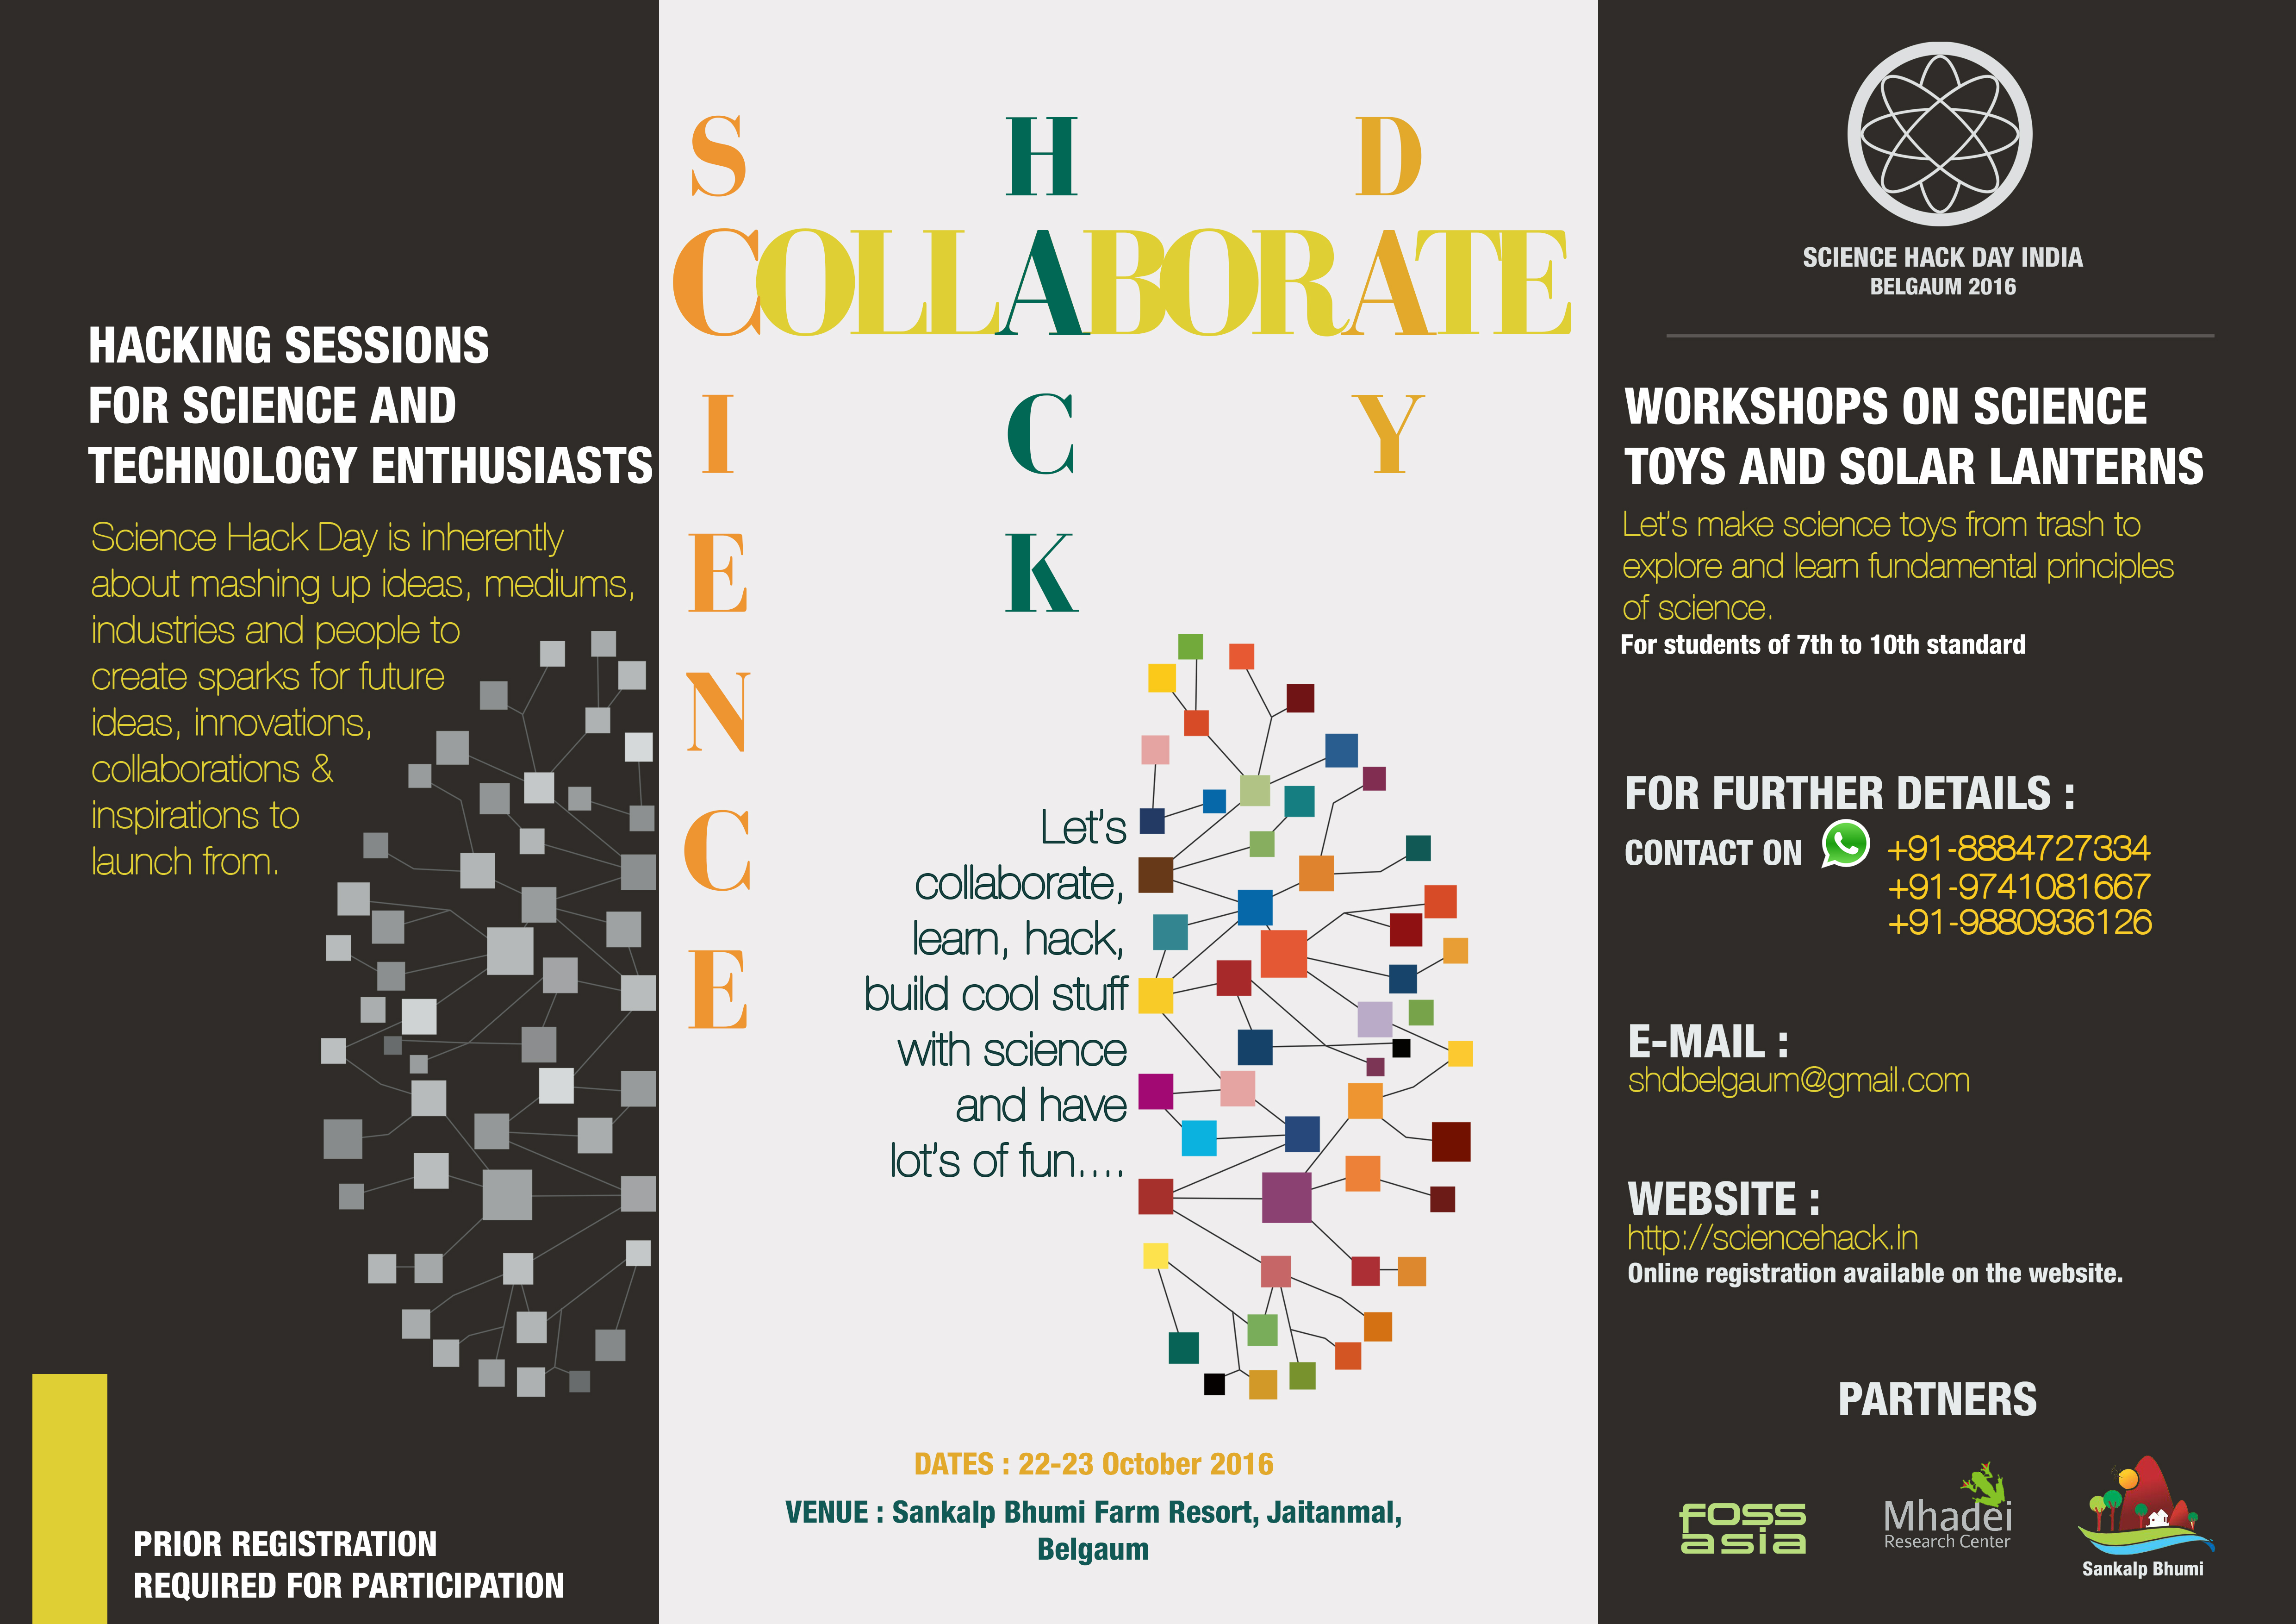 HACKING SESSIONS
FOR SCIENCE AND
TECHNOLOGY ENTHUSIASTS
Science Hack Day is inherently
about mashing up ideas, mediums,
industries and people to
create sparks for future
ideas, innovations,
collaborations &
inspirations to
launch from.
PRIOR REGISTRATION
REQUIRED FOR PARTICIPATION
S H D
COLLABORATE
I C Y
E K
N
C
E
Let's
collaborate,
learn, hack,
build cool stuff
with science
and have
lot's of fun....
DATES : 22-23 October 2016
VENUE : Sankalp Bhumi Farm Resort, Jaitanmal,
Belgaum
SCIENCE HACK DAY INDIA
BELGAUM 2016
WORKSHOPS ON SCIENCE
TOYS AND SOLAR LANTERNS
Let's make science toys from trash to
explore and learn fundamental principles
of science.
For students of 7th to 10th standard
FOR FURTHER DETAILS :
CONTACT ON +91-8884727334
+91-9741081667
+91-9880936126
E-MAIL :
shdbelgaum@gmail.com
WEBSITE :
http://sciencehack.in
Online registration available on the website.
PARTNERS
FOSS
asia
Mhadei
Research Center
Sankalp Bhumi